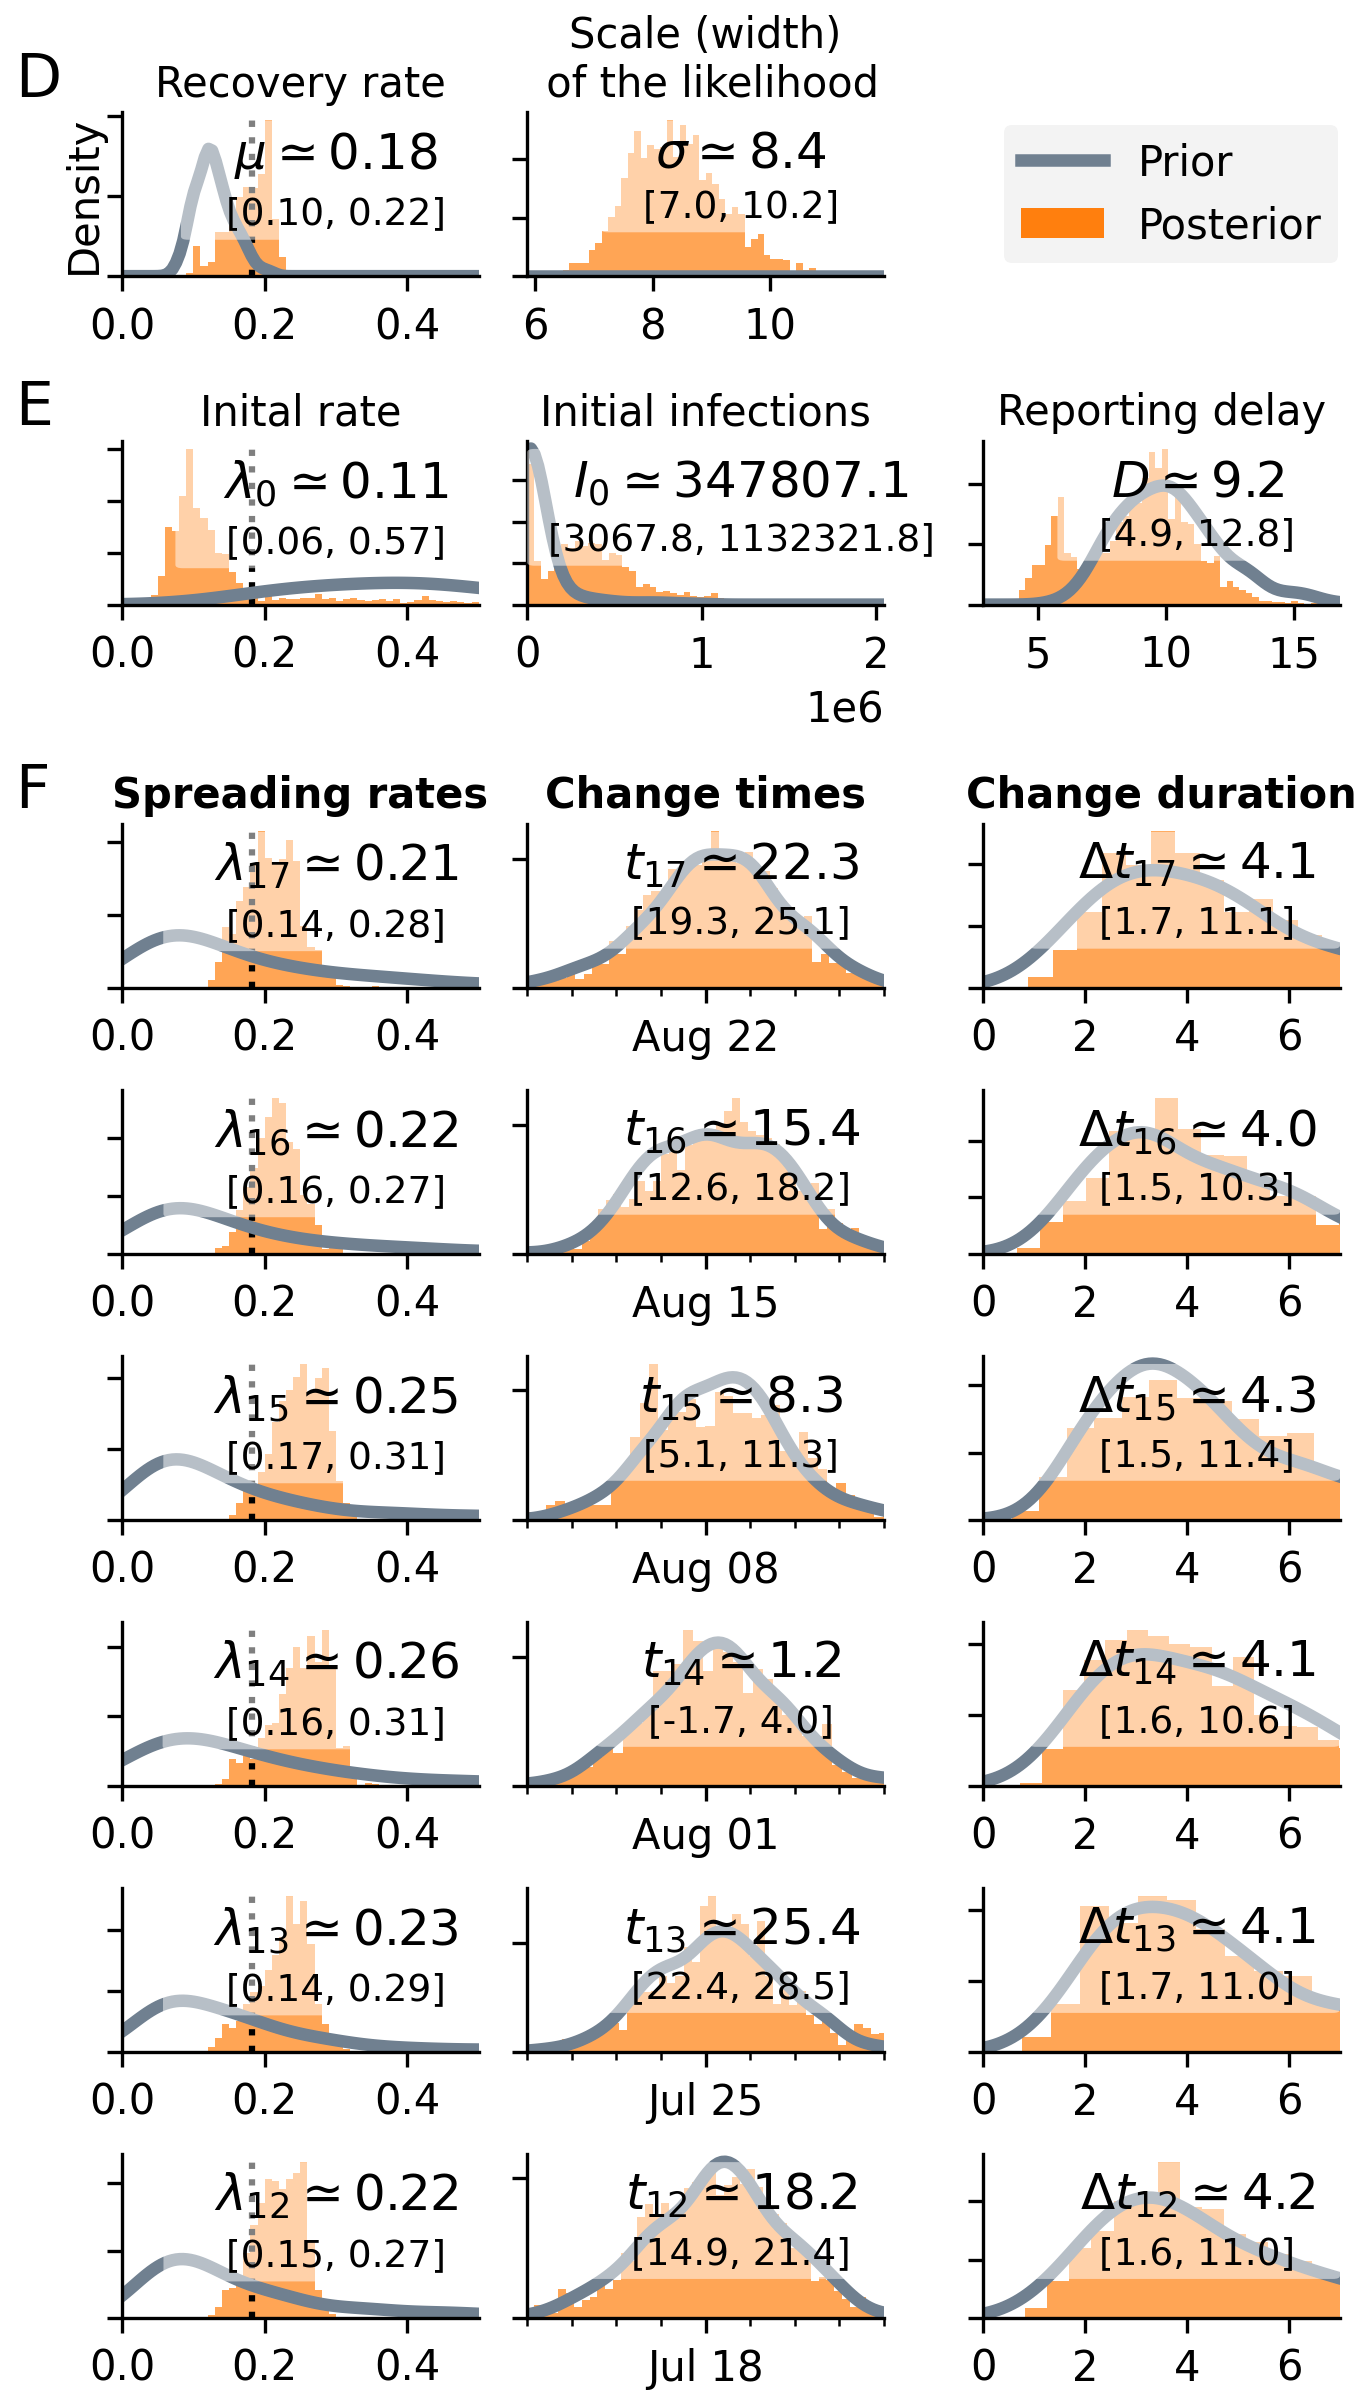 D
Recovery rate
Scale (width)
of the likelihood
Density
μ ≃ 0.18
[0.10, 0.22]
0.0 0.2 0.4
σ ≃ 8.4
[7.0, 10.2]
6 8 10
Prior
Posterior
E
Inital rate
λ0 ≃ 0.11
[0.06, 0.57]
0.0 0.2 0.4
Initial infections
I0 ≃ 347807.1
[3067.8, 1132321.8]
0 1 2
1e6
Reporting delay
D ≃ 9.2
[4.9, 12.8]
5 10 15
F
Spreading rates
Change times
Change duration
λ17 ≃ 0.21
[0.14, 0.28]
0.0 0.2 0.4
t17 ≃ 22.3
[19.3, 25.1]
Aug 22
Δt17 ≃ 4.1
[1.7, 11.1]
0 2 4 6
λ16 ≃ 0.22
[0.16, 0.27]
0.0 0.2 0.4
t16 ≃ 15.4
[12.6, 18.2]
Aug 15
Δt16 ≃ 4.0
[1.5, 10.3]
0 2 4 6
λ15 ≃ 0.25
[0.17, 0.31]
0.0 0.2 0.4
t15 ≃ 8.3
[5.1, 11.3]
Aug 08
Δt15 ≃ 4.3
[1.5, 11.4]
0 2 4 6
λ14 ≃ 0.26
[0.16, 0.31]
0.0 0.2 0.4
t14 ≃ 1.2
[-1.7, 4.0]
Aug 01
Δt14 ≃ 4.1
[1.6, 10.6]
0 2 4 6
λ13 ≃ 0.23
[0.14, 0.29]
0.0 0.2 0.4
t13 ≃ 25.4
[22.4, 28.5]
Jul 25
Δt13 ≃ 4.1
[1.7, 11.0]
0 2 4 6
λ12 ≃ 0.22
[0.15, 0.27]
0.0 0.2 0.4
t12 ≃ 18.2
[14.9, 21.4]
Jul 18
Δt12 ≃ 4.2
[1.6, 11.0]
0 2 4 6